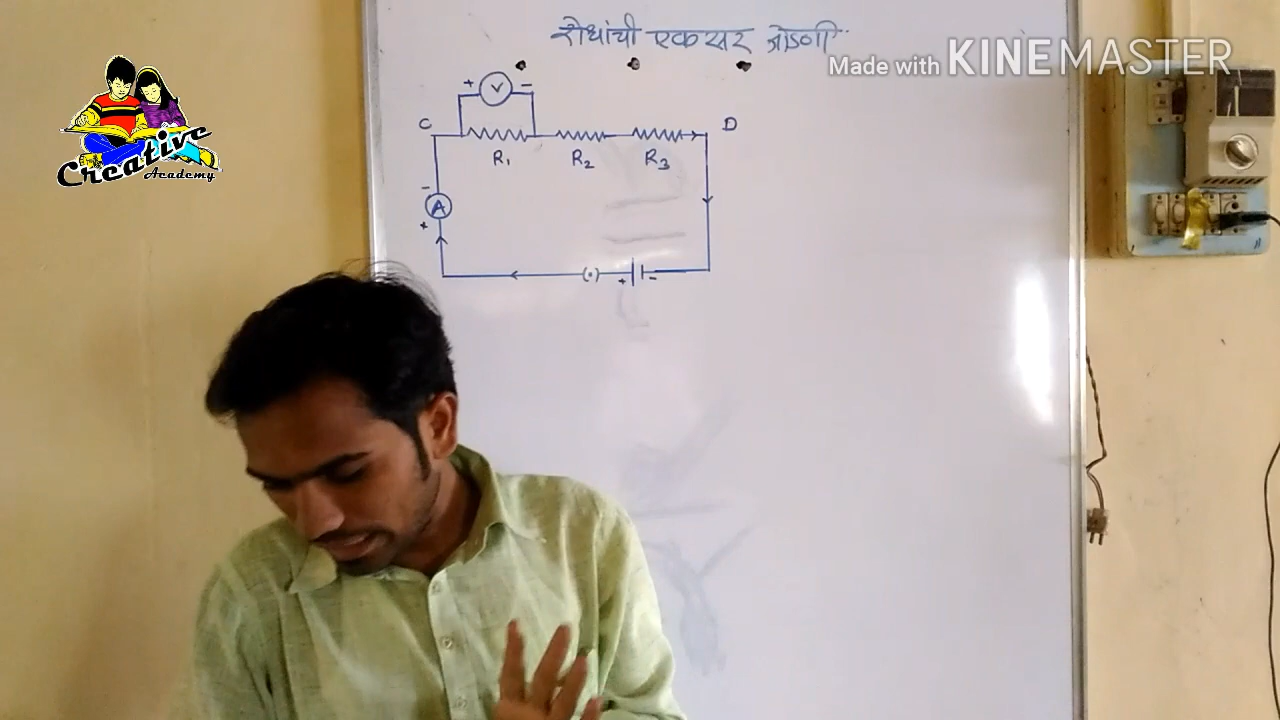 रोधांची एकसर जोडणी
Made with KINEMASTER
Creative
Academy
+ V -
C D
R₁ R₂ R₃
-
A
+
(·) + -